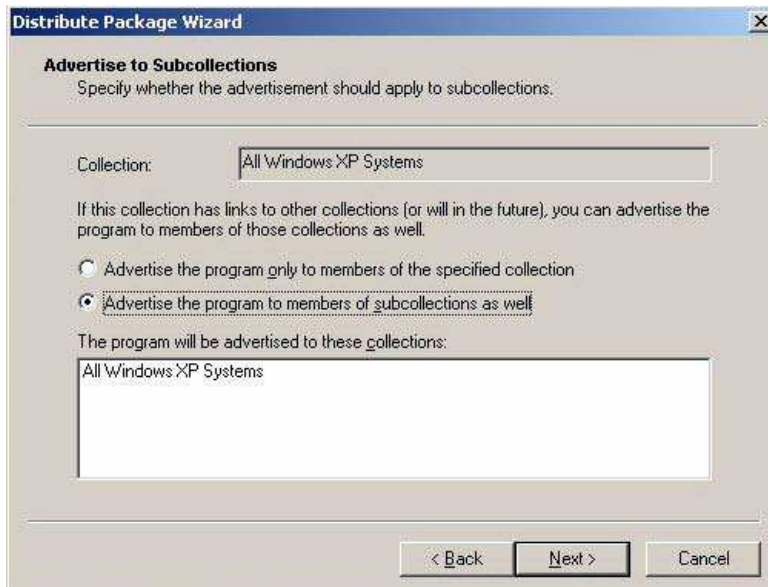 Distribute Package Wizard
Advertise to Subcollections
Specify whether the advertisement should apply to subcollections.
Collection: All Windows XP Systems
If this collection has links to other collections (or will in the future), you can advertise the
program to members of those collections as well.
Advertise the program only to members of the specified collection
Advertise the program to members of subcollections as well
The program will be advertised to these collections:
All Windows XP Systems
< Back Next > Cancel